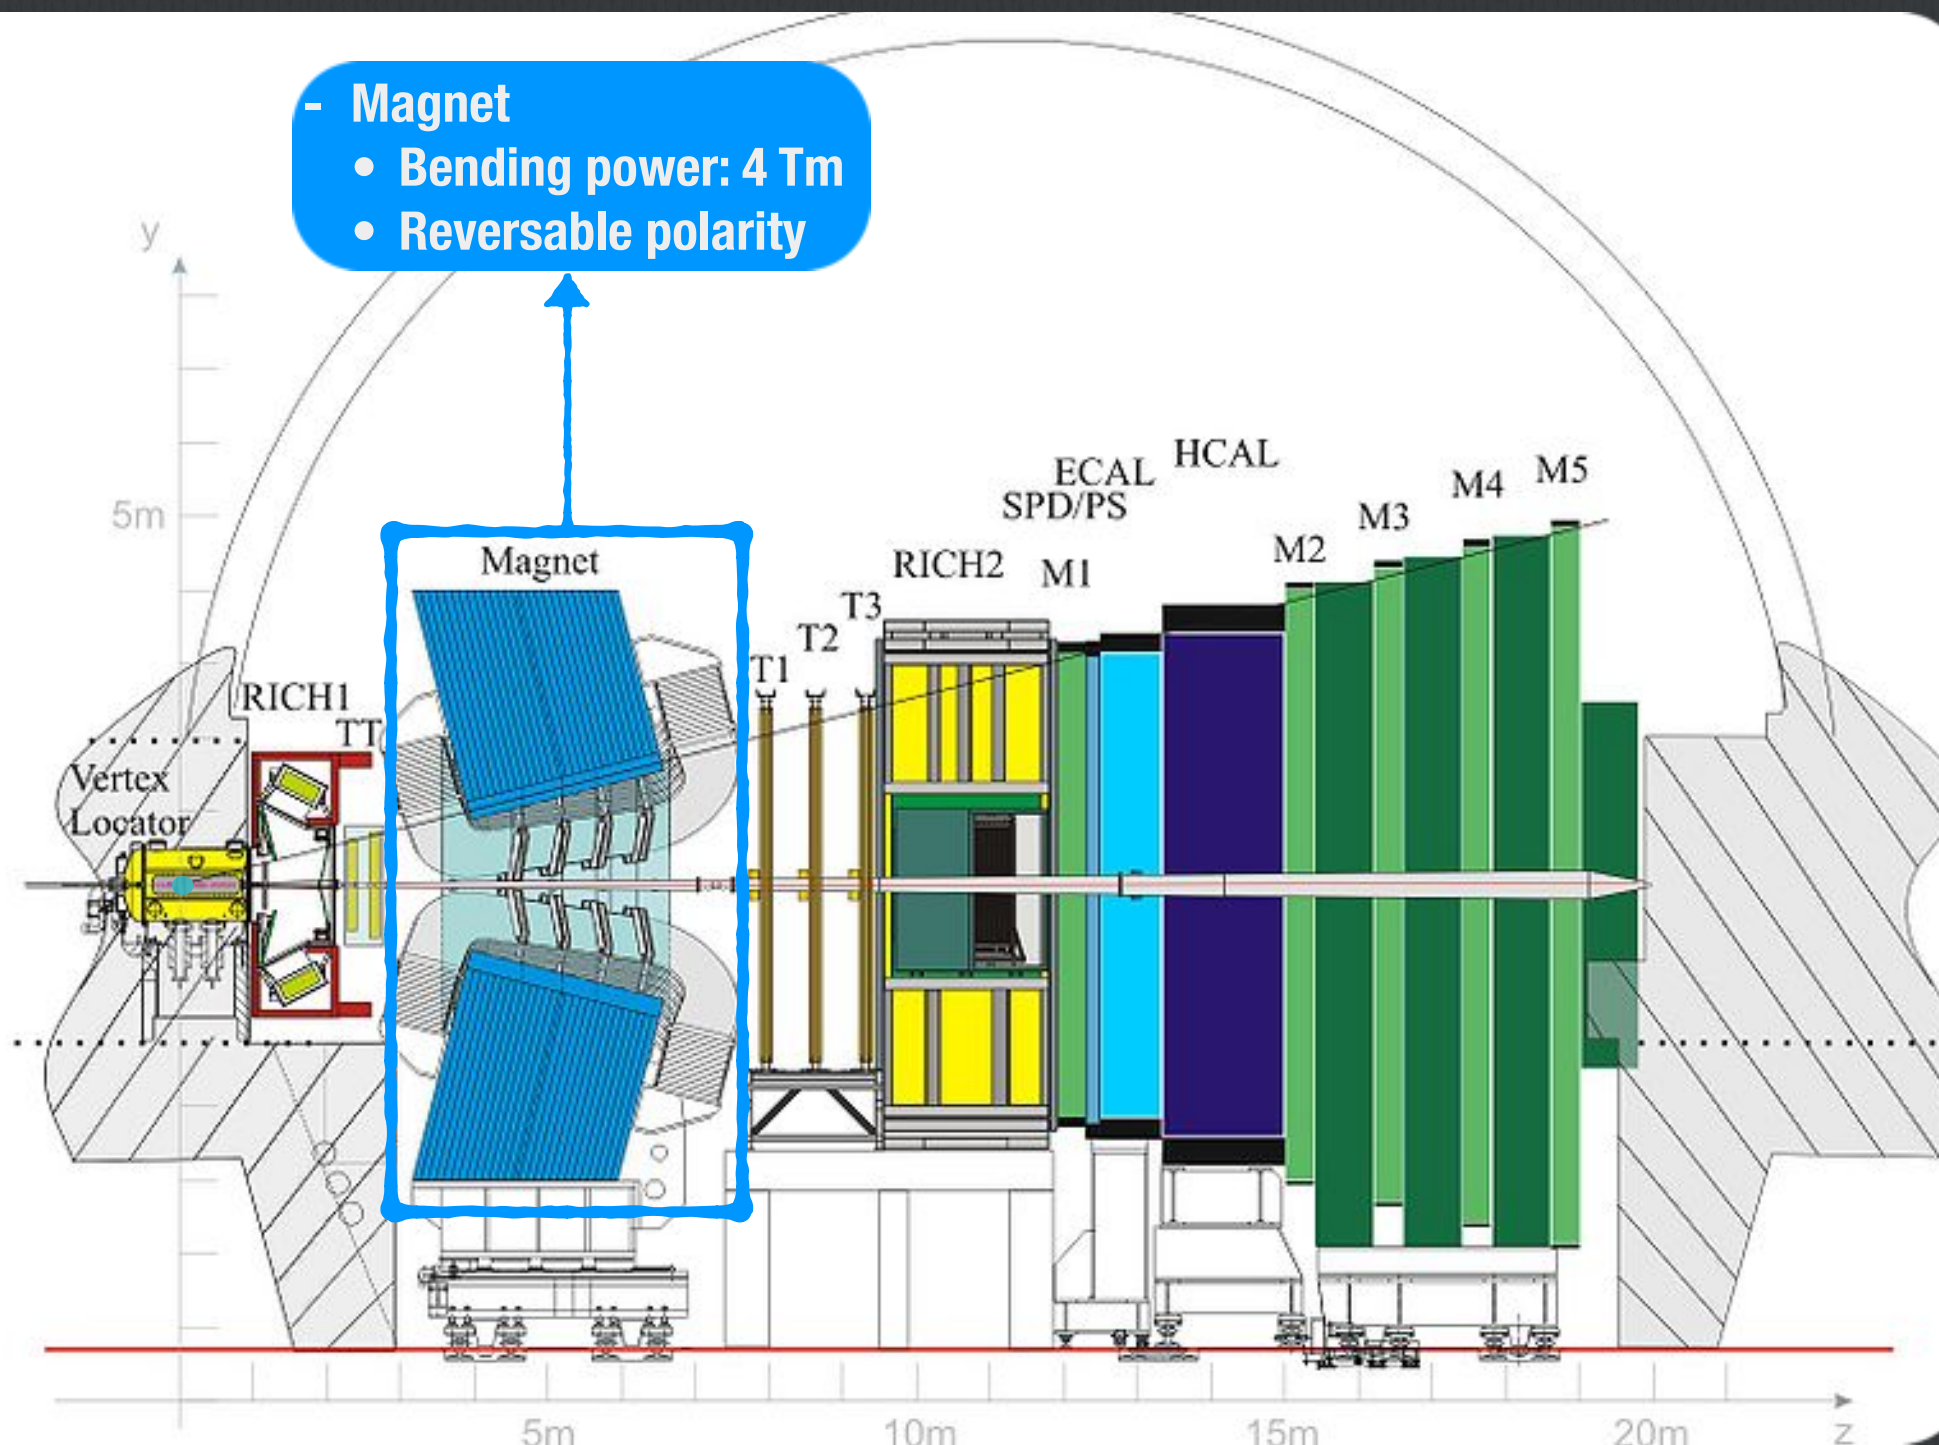 - Magnet
• Bending power: 4 Tm
• Reversable polarity
y
5m
HCAL
ECAL
SPD/PS
M5
M4
M3
M2
Magnet
RICH2
M1
T3
T2
T1
RICH1
TT
Vertex
Locator
5m
10m
15m
20m
z